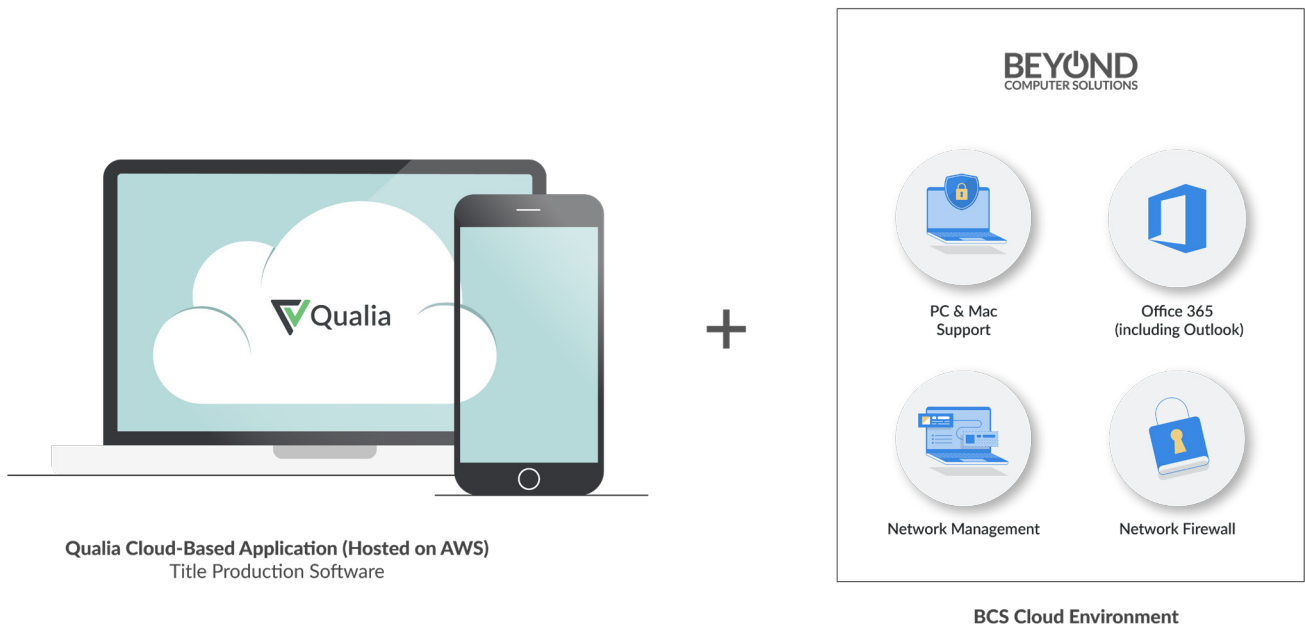 Qualia
Qualia Cloud-Based Application (Hosted on AWS)
Title Production Software
+
BEYOND
COMPUTER SOLUTIONS
PC & Mac
Support
Office 365
(including Outlook)
Network Management
Network Firewall
BCS Cloud Environment